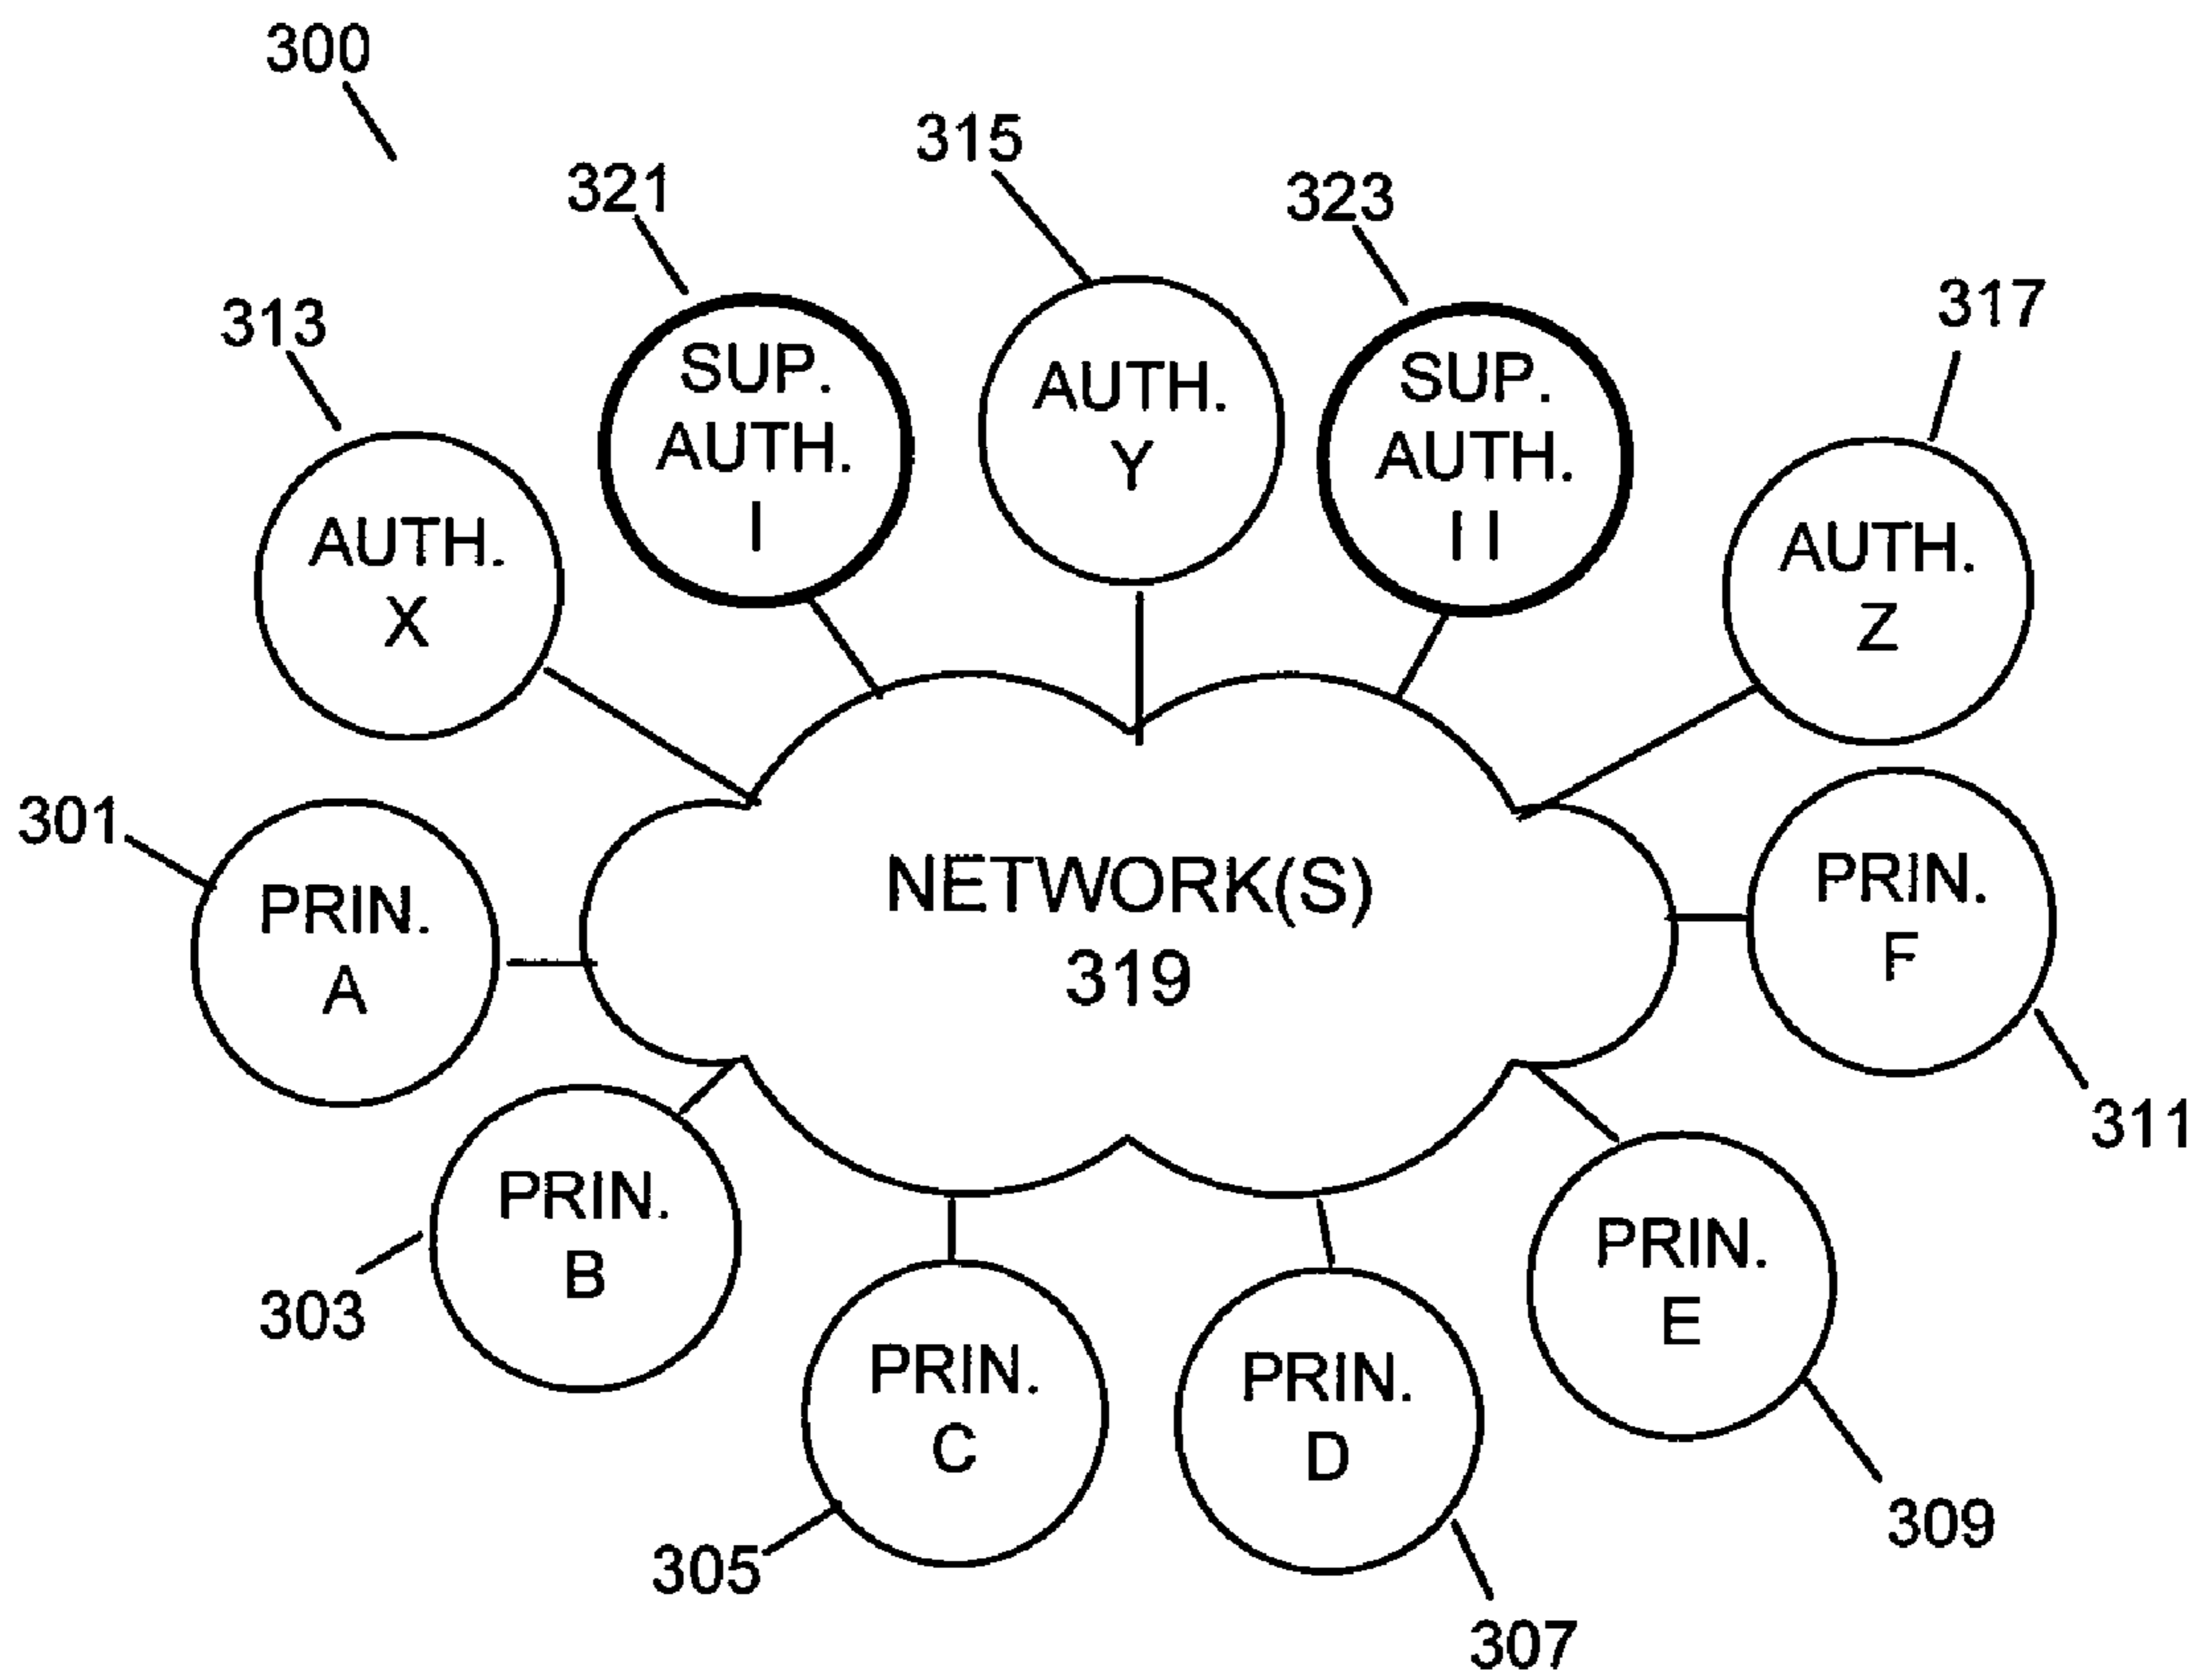 300
315
321
323
317
313
SUP.
AUTH.
I
AUTH.
Y
SUP.
AUTH.
II
AUTH.
X
AUTH.
Z
301
PRIN.
A
NETWORK(S)
319
PRIN.
F
311
PRIN.
B
303
PRIN.
C
305
PRIN.
D
307
PRIN.
E
309